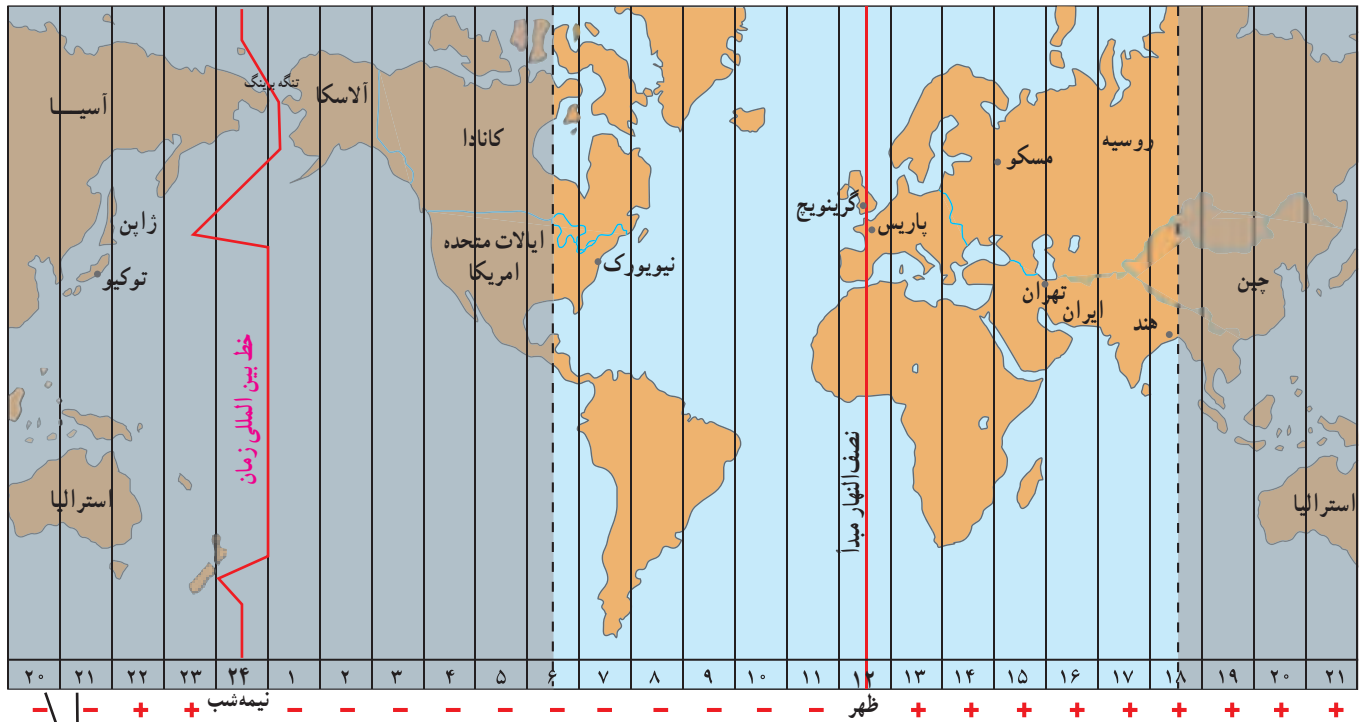 تنگه برینگ
آلاسکا
آسیـــا
کانادا
روسیه
مسکو
گرینویچ
پاریس
ژاپن
ایالات متحده
امریکا
نیویورک
توکیو
تهران
ایران
چین
هند
خط بین المللی زمان
نصف‌النهار مبدأ
استرالیا
استرالیا
۲۰ ۲۱ ۲۲ ۲۳ ۲۴ ۱ ۲ ۳ ۴ ۵ ۶ ۷ ۸ ۹ ۱۰ ۱۱ ۱۲ ۱۳ ۱۴ ۱۵ ۱۶ ۱۷ ۱۸ ۱۹ ۲۰ ۲۱
− − + + نیمه‌شب − − − − − − − − − − − ظهر + + + + + + + + +